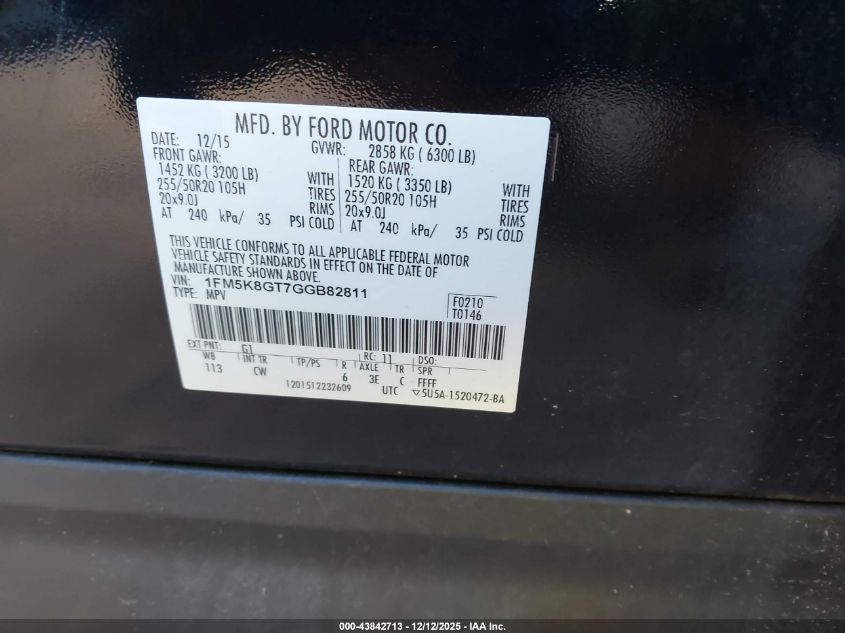 MFD. BY FORD MOTOR CO.
DATE: 12/15 GVWR: 2858 KG ( 6300 LB)
FRONT GAWR: REAR GAWR:
1452 KG ( 3200 LB) WITH 1520 KG ( 3350 LB) WITH
255/50R20 105H TIRES 255/50R20 105H TIRES
20x9.0J RIMS 20x9.0J RIMS
AT 240 kPa/ 35 PSI COLD AT 240 kPa/ 35 PSI COLD
THIS VEHICLE CONFORMS TO ALL APPLICABLE FEDERAL MOTOR
VEHICLE SAFETY STANDARDS IN EFFECT ON THE DATE OF
MANUFACTURE SHOWN ABOVE.
VIN: 1FM5K8GT7GGB82811
TYPE: MPV
F0210
T0146
EXT PNT: G1 RC: 11 DSO:
WB INT TR TP/PS R AXLE TR SPR
113 CW 6 3E C FFFF
1201512232609 UTC ▽5U5A-1520472-BA
000-43842713 - 12/12/2025 - IAA Inc.